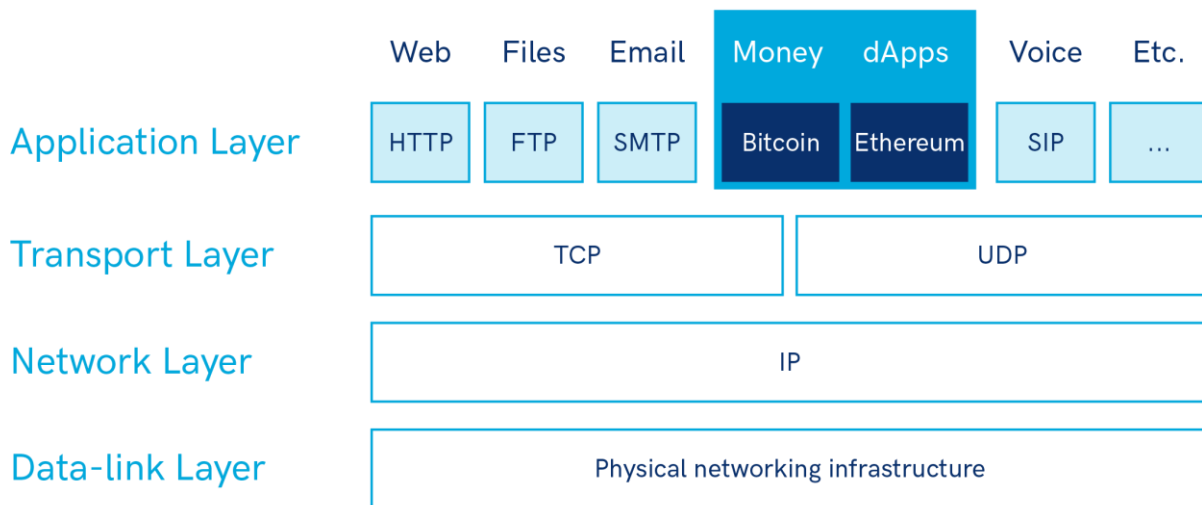 Web Files Email Money dApps Voice Etc.
Application Layer HTTP FTP SMTP Bitcoin Ethereum SIP ...
Transport Layer TCP UDP
Network Layer IP
Data-link Layer Physical networking infrastructure